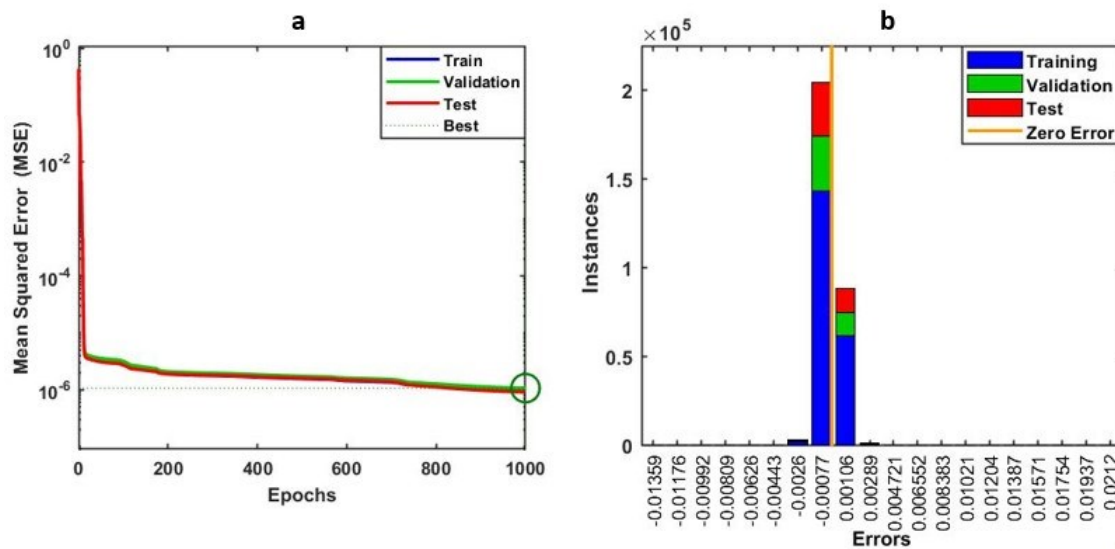 a
10^0
10^-2
10^-4
10^-6
Mean Squared Error (MSE)
Train
Validation
Test
Best
0
200
400
600
800
1000
Epochs
b
×10^5
2
1.5
1
0.5
0
Instances
Training
Validation
Test
Zero Error
-0.01359
-0.01176
-0.00992
-0.00809
-0.00626
-0.00443
-0.0026
-0.00077
0.00106
0.00289
0.004721
0.006552
0.008383
0.01021
0.01204
0.01387
0.01571
0.01754
0.01937
0.0212
Errors